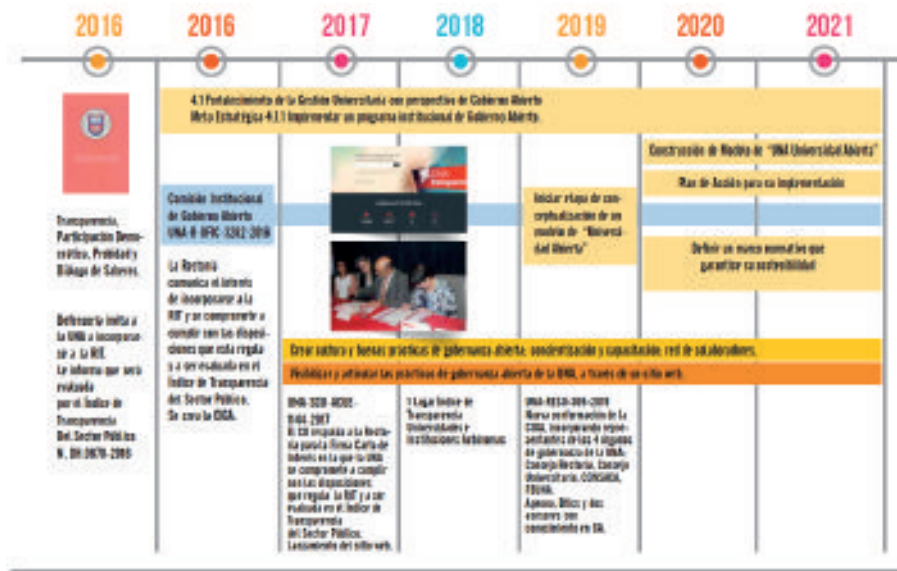 2016
2016
2017
2018
2019
2020
2021
4.1 Fortalecimiento de la Gestión Universitaria con perspectiva de Gobierno Abierto
Meta Estratégica 4.1.1 Implementar un programa institucional de Gobierno Abierto.
Transparencia,
Participación Demo-
crática, Probidad y
Diálogo de Saberes.
Defensoría invita a
la UNA a incorporar-
se a la RIT.
Le informa que será
evaluada
por el Índice de
Transparencia
Del Sector Público
Comisión Institucional
de Gobierno Abierto
La Rectoría
comunica el interés
de incorporarse a la
RIT y se compromete a
cumplir con las disposi-
ciones que esta regula
y a ser evaluada en el
Índice de Transparencia
del Sector Público.
Se crea la CIGA.
Iniciar etapa de con-
ceptualización de un
modelo de "Universi-
dad Abierta"
Construcción de Modelo de "UNA Universidad Abierta"
Plan de Acción para su implementación
Definir un marco normativo que
garantice su sostenibilidad
Crear cultura y buenas prácticas de gobernanza abierta: concientización y capacitación, red de colaboradores.
Visibilizar y articular las prácticas de gobernanza abierta de la UNA, a través de un sitio web.
para la Firma Carta de
en la que la UNA
se compromete a cumplir
con las disposiciones
que regula la RIT y a ser
evaluada en el Índice de
Transparencia
del Sector Público.
Lanzamiento del sitio web.
1 Lugar Índice de
Transparencia
Universidades e
Instituciones Autónomas
Nueva conformación de la
CIGA, incorporando repre-
sentantes de los 4 órganos
de gobernanza de la UNA:
Consejo Rectoría, Consejo
Universitario, CONSACA,
FEUNA.
asesores con
conocimiento en GA.